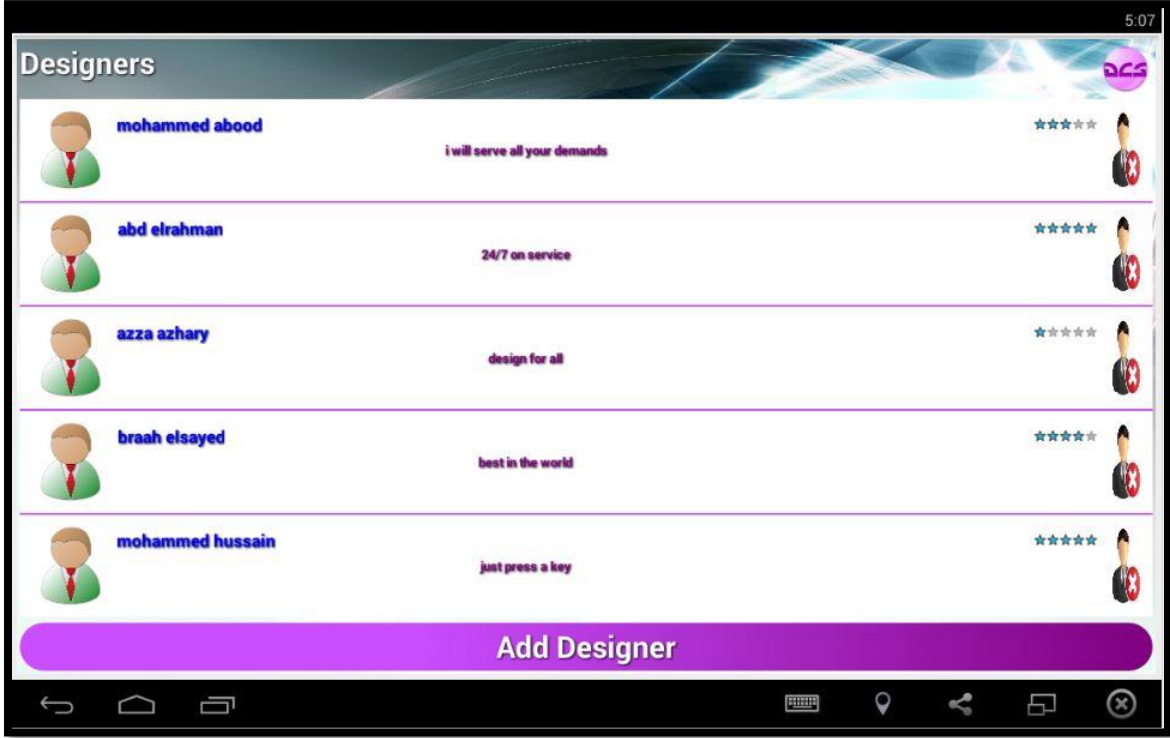 5:07
Designers
DCS
mohammed abood
i will serve all your demands
abd elrahman
24/7 on service
azza azhary
design for all
braah elsayed
best in the world
mohammed hussain
just press a key
Add Designer